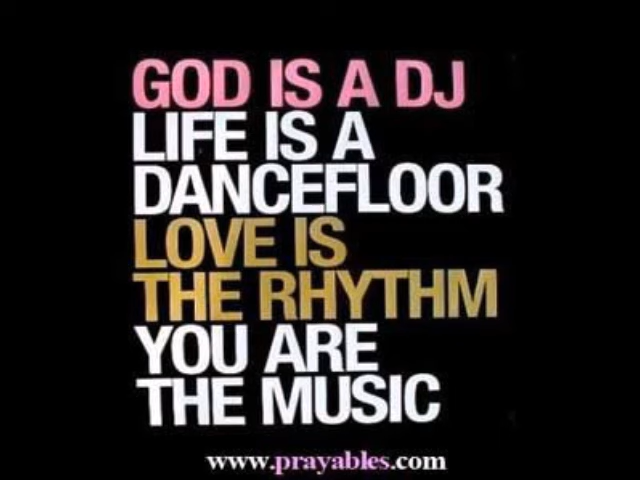 GOD IS A DJ
LIFE IS A
DANCEFLOOR
LOVE IS
THE RHYTHM
YOU ARE
THE MUSIC
www.prayables.com